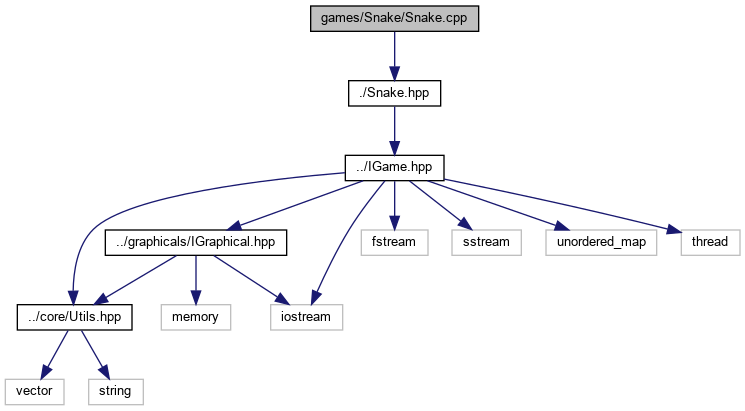 games/Snake/Snake.cpp
./Snake.hpp
../IGame.hpp
../graphicals/IGraphical.hpp
fstream
sstream
unordered_map
thread
../core/Utils.hpp
memory
iostream
vector
string